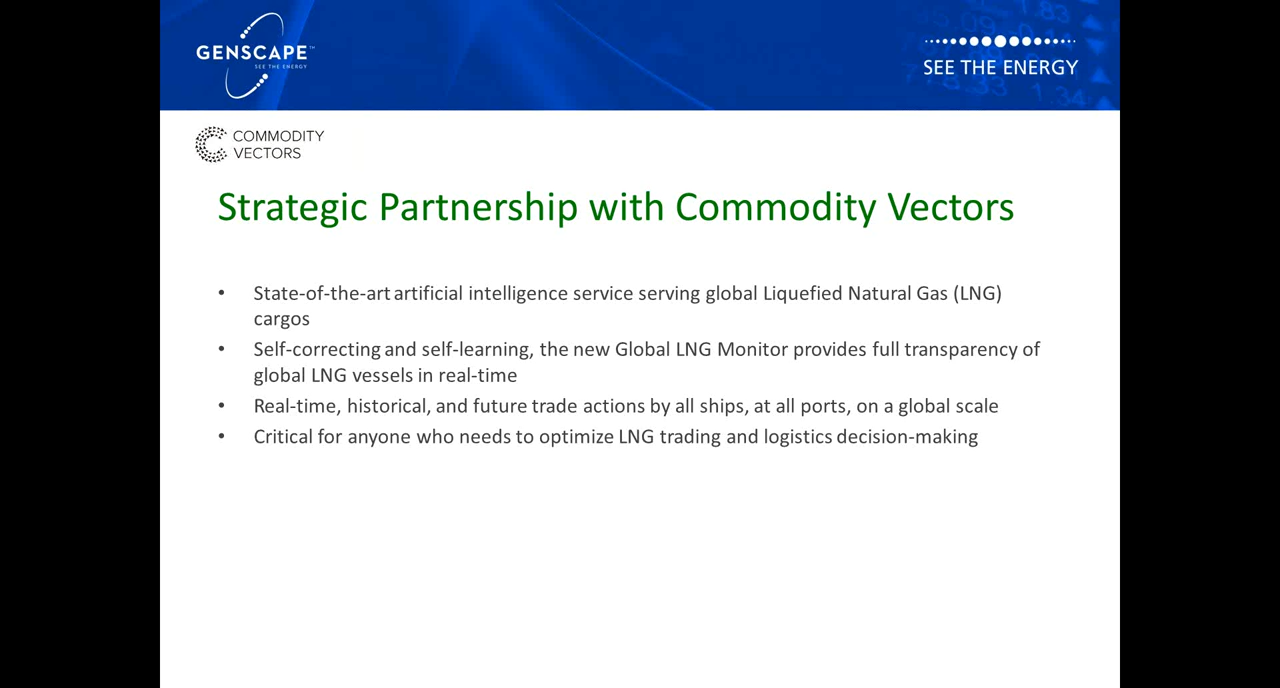 GENSCAPE™
SEE THE ENERGY
SEE THE ENERGY
1.83
1.34
COMMODITY
VECTORS
Strategic Partnership with Commodity Vectors
• State-of-the-art artificial intelligence service serving global Liquefied Natural Gas (LNG)
cargos
• Self-correcting and self-learning, the new Global LNG Monitor provides full transparency of
global LNG vessels in real-time
• Real-time, historical, and future trade actions by all ships, at all ports, on a global scale
• Critical for anyone who needs to optimize LNG trading and logistics decision-making